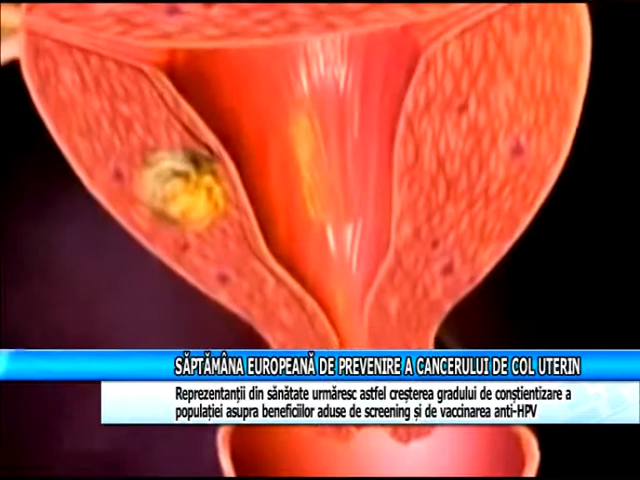 SĂPTĂMÂNA EUROPEANĂ DE PREVENIRE A CANCERULUI DE COL UTERIN
Reprezentanții din sănătate urmăresc astfel creșterea gradului de conștientizare a
populației asupra beneficiilor aduse de screening și de vaccinarea anti-HPV